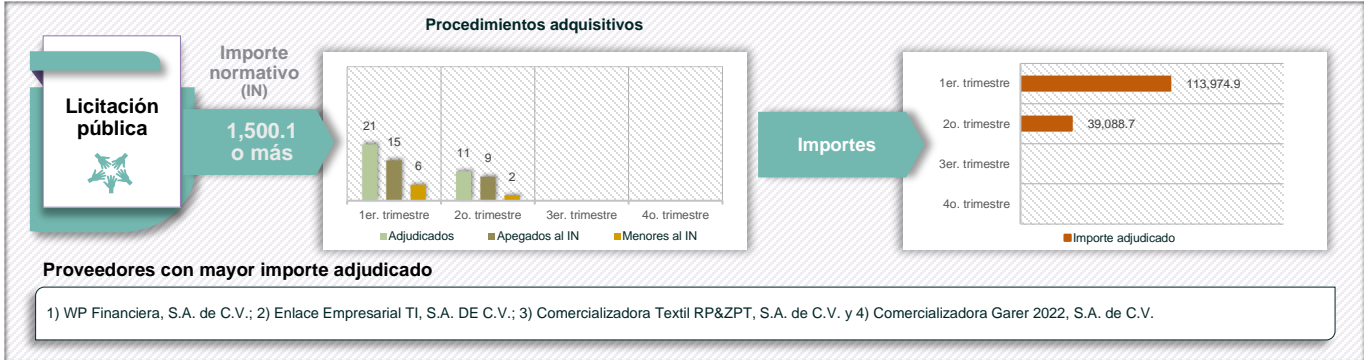 Procedimientos adquisitivos
Licitación
pública
Importe
normativo
(IN)
1,500.1
o más
21
15
6
11
9
2
1er. trimestre
2o. trimestre
3er. trimestre
4o. trimestre
Adjudicados
Apegados al IN
Menores al IN
Importes
1er. trimestre
113,974.9
2o. trimestre
39,088.7
3er. trimestre
4o. trimestre
Importe adjudicado
Proveedores con mayor importe adjudicado
1) WP Financiera, S.A. de C.V.; 2) Enlace Empresarial TI, S.A. DE C.V.; 3) Comercializadora Textil RP&ZPT, S.A. de C.V. y 4) Comercializadora Garer 2022, S.A. de C.V.